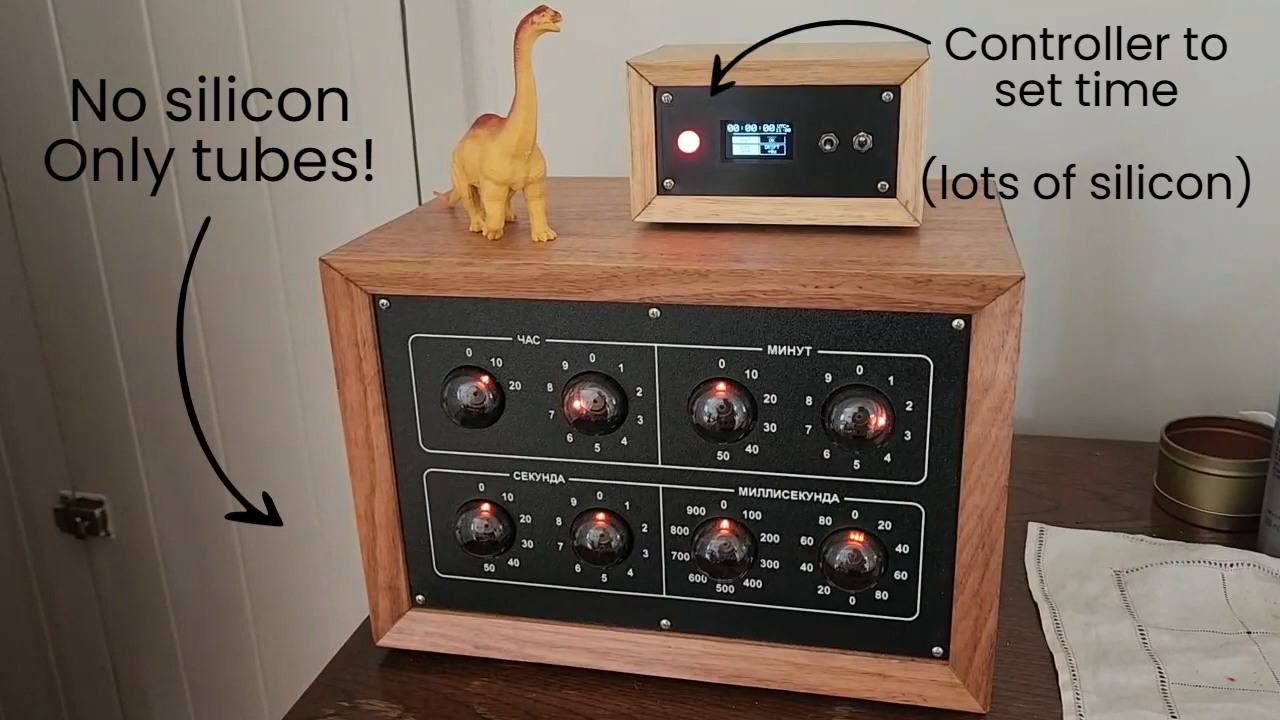 No silicon
Only tubes!
Controller to
set time
(lots of silicon)
00:00:00
ЧАС
0 10 20
0 1 2 3 4 5 6 7 8 9
МИНУТ
0 10 20 30 40 50
0 1 2 3 4 5 6 7 8 9
СЕКУНДА
0 10 20 30 40 50
0 1 2 3 4 5 6 7 8 9
МИЛЛИСЕКУНДА
0 100 200 300 400 500 600 700 800 900
0 20 40 60 80 0 20 40 60 80